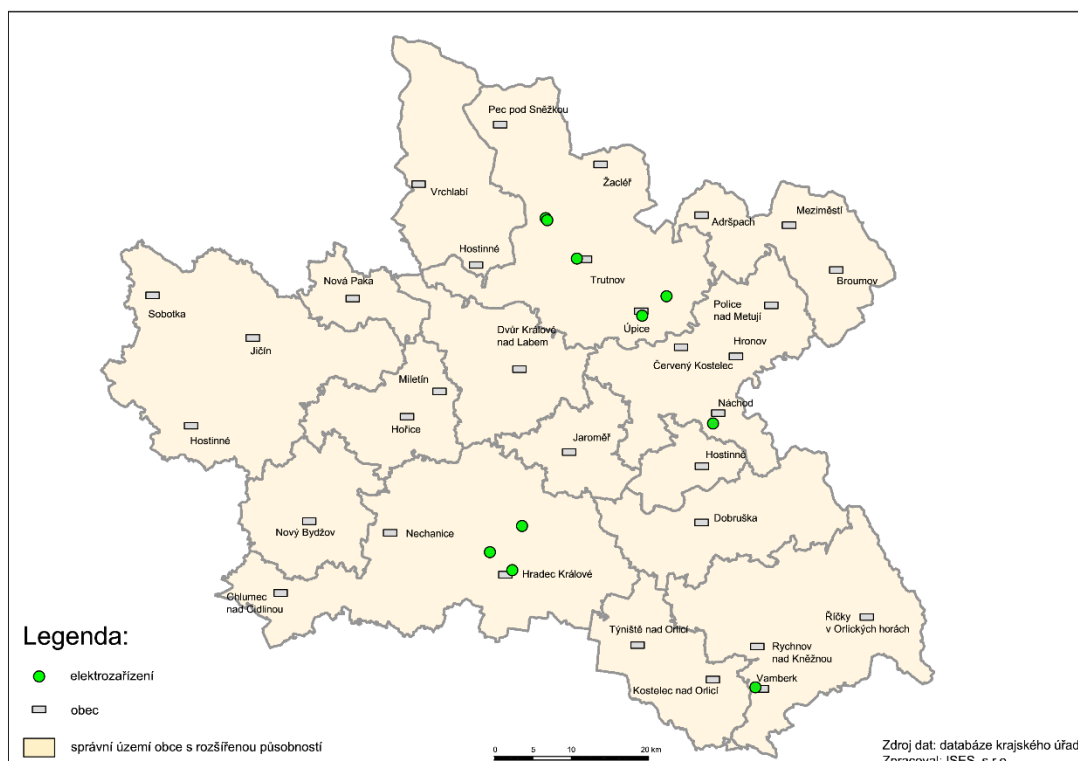 Pec pod Sněžkou
Žacléř
Vrchlabí
Adršpach
Meziměstí
Hostinné
Trutnov
Broumov
Nová Paka
Sobotka
Police
nad Metují
Úpice
Dvůr Králové
nad Labem
Hronov
Jičín
Červený Kostelec
Miletín
Náchod
Hořice
Hostinné
Jaroměř
Hostinné
Dobruška
Nový Bydžov
Nechanice
Hradec Králové
Chlumec
nad Cidlinou
Říčky
v Orlických horách
Týniště nad Orlicí
Rychnov
nad Kněžnou
Vamberk
Kostelec nad Orlicí
Legenda:
elektrozařízení
obec
správní území obce s rozšířenou působností
0 5 10 20 km
Zdroj dat: databáze krajského úřad
Zpracoval: ISES, s.r.o.